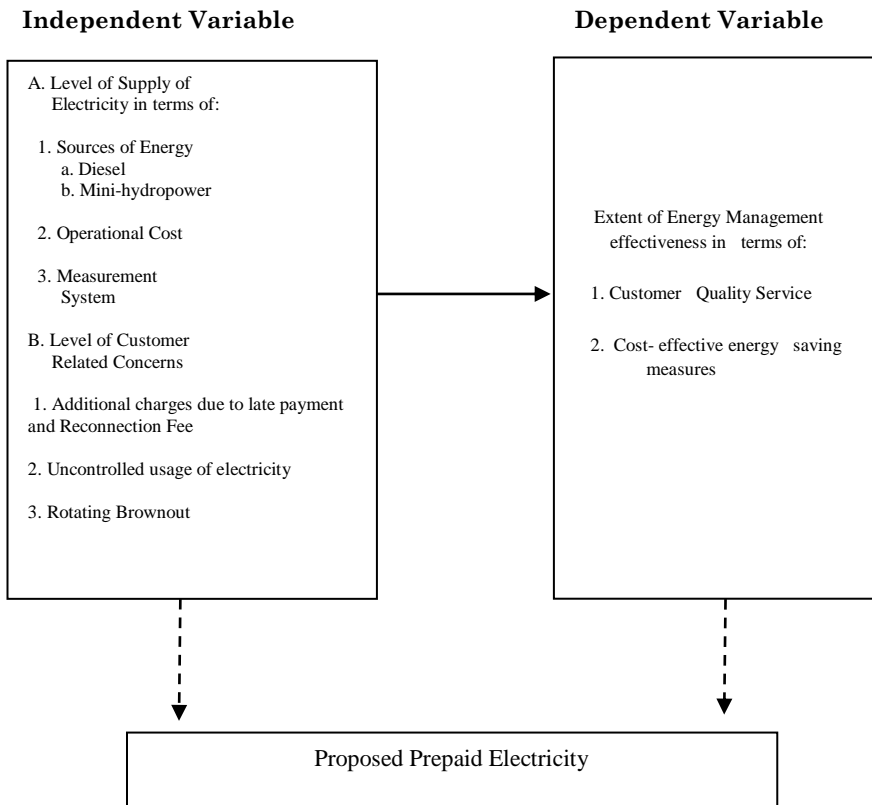 Independent Variable
Dependent Variable
A. Level of Supply of
Electricity in terms of:
1. Sources of Energy
a. Diesel
b. Mini-hydropower
2. Operational Cost
3. Measurement
System
B. Level of Customer
Related Concerns
1. Additional charges due to late payment
and Reconnection Fee
2. Uncontrolled usage of electricity
3. Rotating Brownout
Extent of Energy Management
effectiveness in terms of:
1. Customer Quality Service
2. Cost- effective energy saving
measures
Proposed Prepaid Electricity